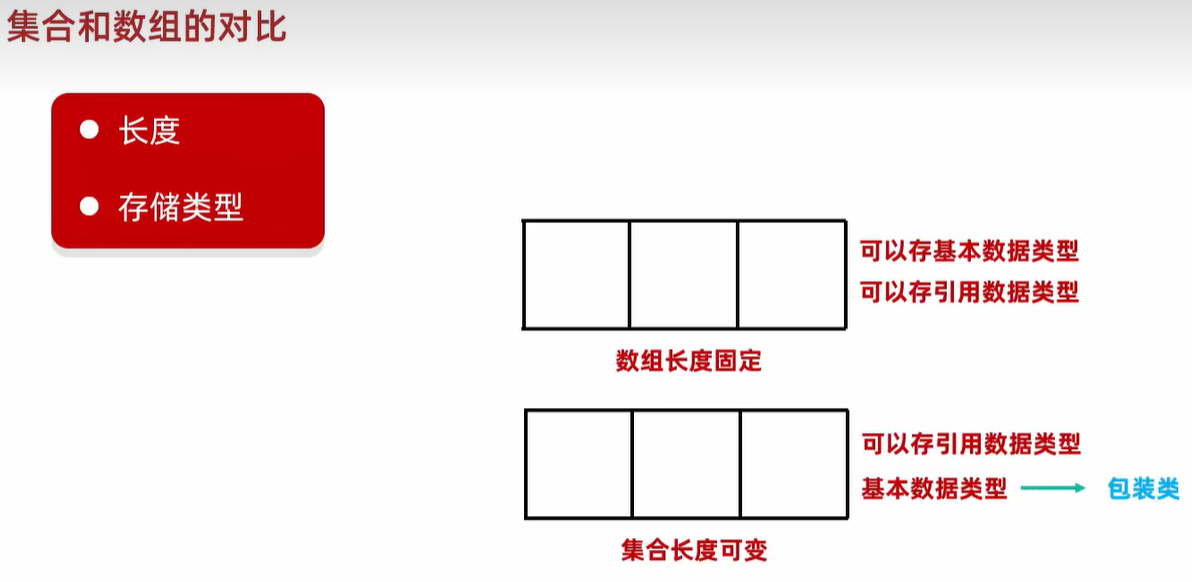 集合和数组的对比
长度
存储类型
可以存基本数据类型
可以存引用数据类型
数组长度固定
可以存引用数据类型
基本数据类型 包装类
集合长度可变